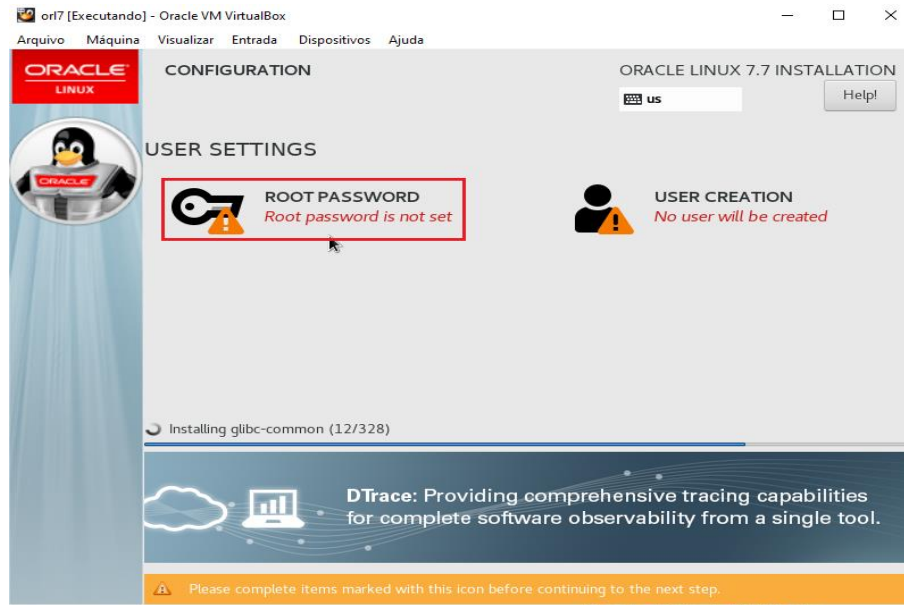 orl7 [Executando] - Oracle VM VirtualBox
Arquivo Máquina Visualizar Entrada Dispositivos Ajuda
ORACLE
LINUX
CONFIGURATION
ORACLE LINUX 7.7 INSTALLATION
us
Help!
ORACLE
USER SETTINGS
ROOT PASSWORD
Root password is not set
USER CREATION
No user will be created
Installing glibc-common (12/328)
DTrace: Providing comprehensive tracing capabilities
for complete software observability from a single tool.
Please complete items marked with this icon before continuing to the next step.